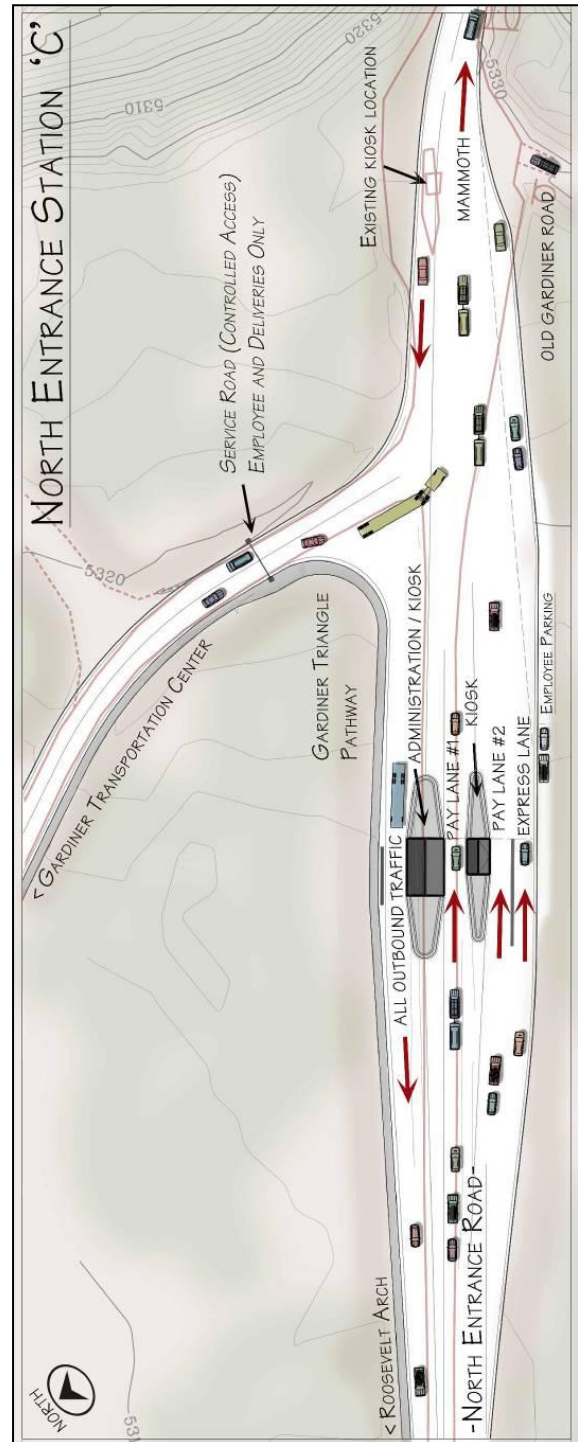 NORTH ENTRANCE STATION 'C'
5320
5310
5330
EXISTING KIOSK LOCATION
MAMMOTH
OLD GARDINER ROAD
SERVICE ROAD (CONTROLLED ACCESS)
EMPLOYEE AND DELIVERIES ONLY
5320
< GARDINER TRANSPORTATION CENTER
GARDINER TRIANGLE
PATHWAY
ALL OUTBOUND TRAFFIC
ADMINISTRATION / KIOSK
PAY LANE #1
KIOSK
PAY LANE #2
EXPRESS LANE
EMPLOYEE PARKING
< ROOSEVELT ARCH
-NORTH ENTRANCE ROAD-
NORTH